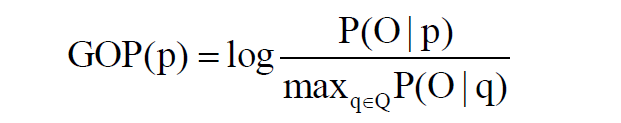 GOP(p) = log P(O | p) / max_{q∈Q} P(O | q)